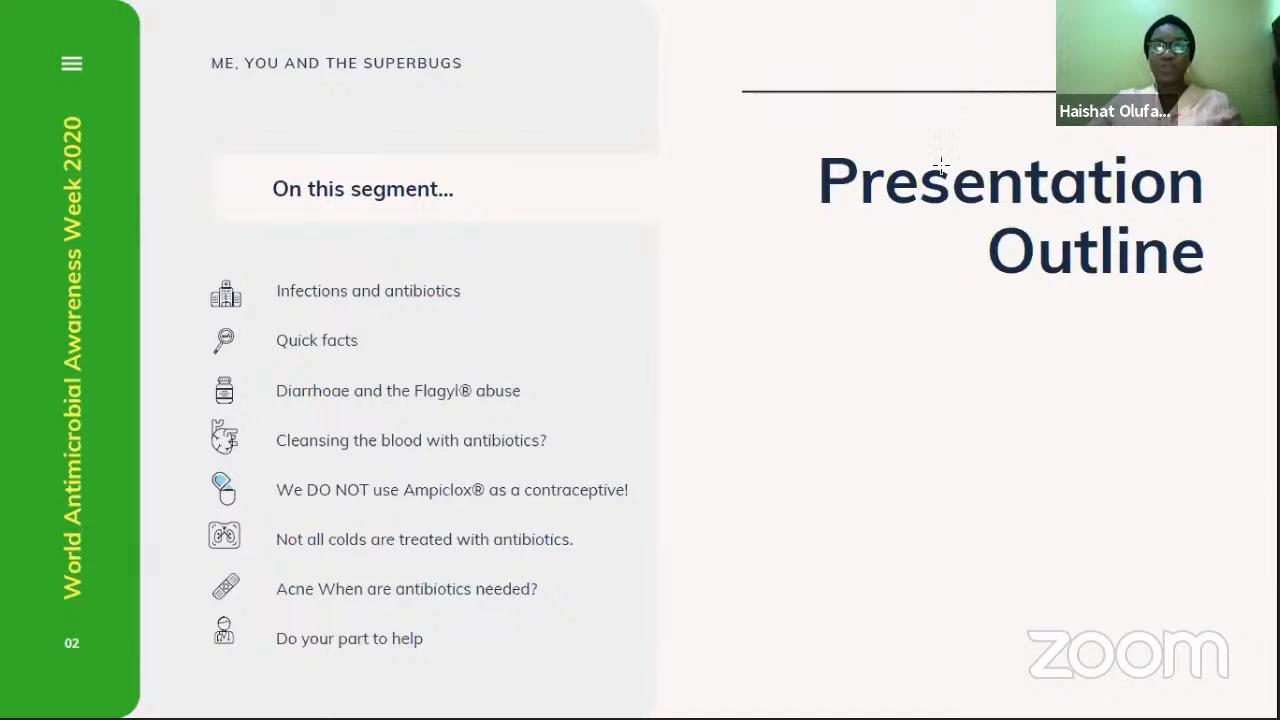 World Antimicrobial Awareness Week 2020
02
ME, YOU AND THE SUPERBUGS
On this segment...
Infections and antibiotics
Quick facts
Diarrhoae and the Flagyl® abuse
Cleansing the blood with antibiotics?
We DO NOT use Ampiclox® as a contraceptive!
Not all colds are treated with antibiotics.
Acne When are antibiotics needed?
Do your part to help
Presentation
Outline
Haishat Olufa...
zoom